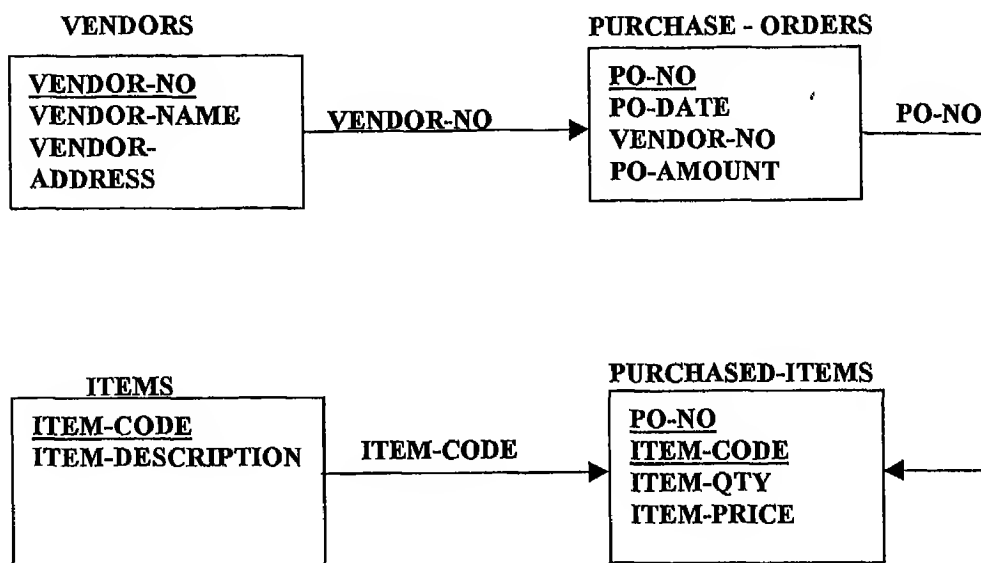 VENDORS
VENDOR-NO
VENDOR-NAME
VENDOR-
ADDRESS
VENDOR-NO
PURCHASE - ORDERS
PO-NO
PO-DATE
VENDOR-NO
PO-AMOUNT
PO-NO
ITEMS
ITEM-CODE
ITEM-DESCRIPTION
ITEM-CODE
PURCHASED-ITEMS
PO-NO
ITEM-CODE
ITEM-QTY
ITEM-PRICE